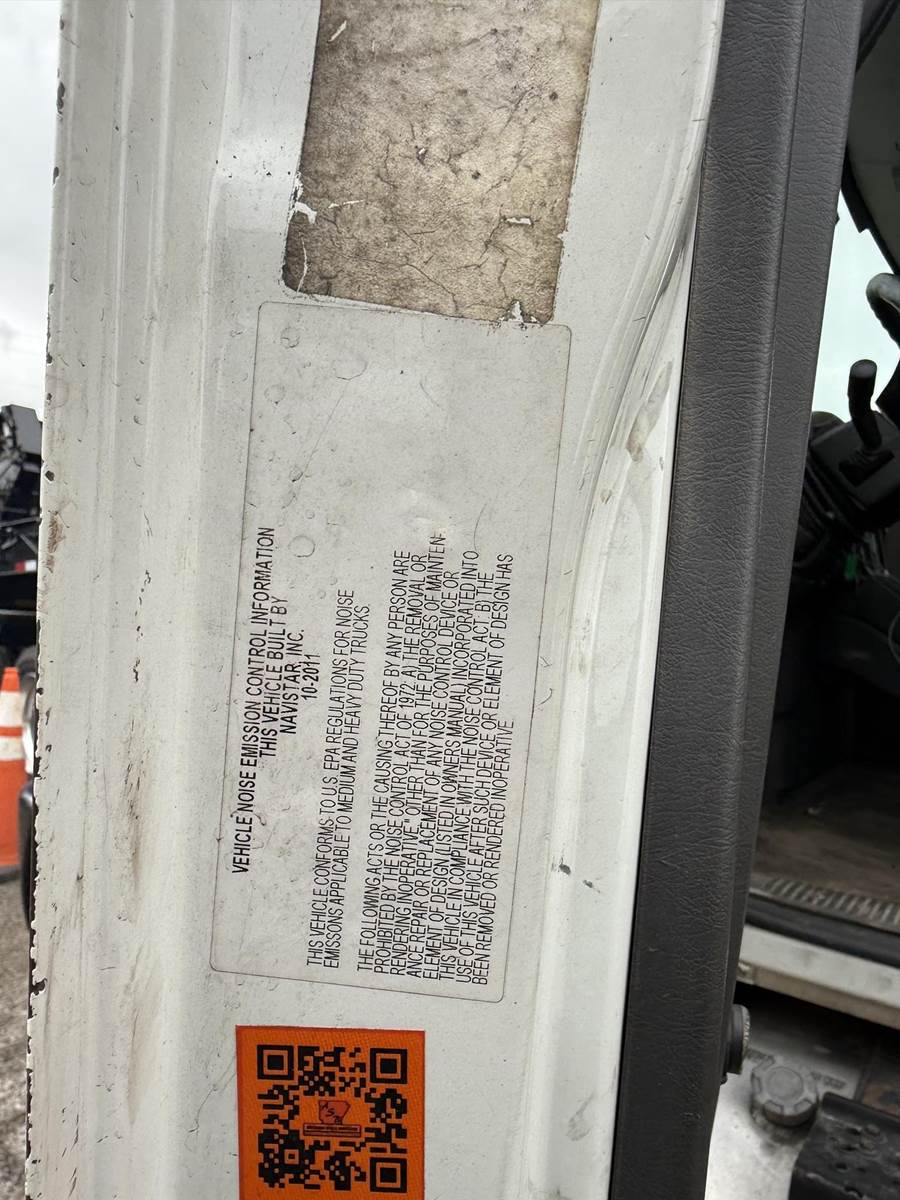 VEHICLE NOISE EMISSION CONTROL INFORMATION
THIS VEHICLE BUILT BY
NAVISTAR, INC.
10-2011
THIS VEHICLE CONFORMS TO U.S. EPA REGULATIONS FOR NOISE
EMISSONS APPLICABLE TO MEDIUM AND HEAVY DUTY TRUCKS
THE FOLLOWING ACTS OR THE CAUSING THEREOF BY ANY PERSON ARE
PROHIBITED BY THE NOISE CONTROL ACT OF 1972: A) THE REMOVAL OR
RENDERING INOPERATIVE, OTHER THAN FOR THE PURPOSES OF MAINTEN-
ANCE REPAIR OR REPLACEMENT OF ANY NOISE CONTROL DEVICE OR
ELEMENT OF DESIGN (LISTED IN OWNERS MANUAL) INCORPORATED INTO
THIS VEHICLE IN COMPLIANCE WITH THE NOISE CONTROL ACT B) THE
USE OF THIS VEHICLE AFTER SUCH DEVICE OR ELEMENT OF DESIGN HAS
BEEN REMOVED OR RENDERED INOPERATIVE